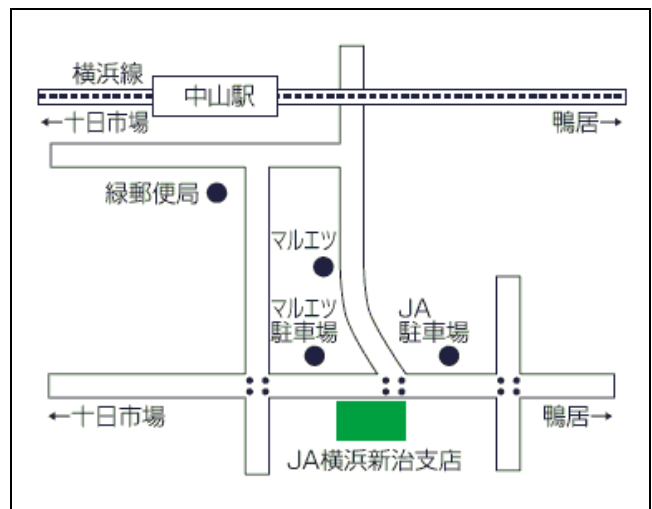 横浜線
中山駅
←十日市場
鴨居→
緑郵便局
マルエツ
マルエツ
駐車場
JA
駐車場
←十日市場
鴨居→
JA横浜新治支店